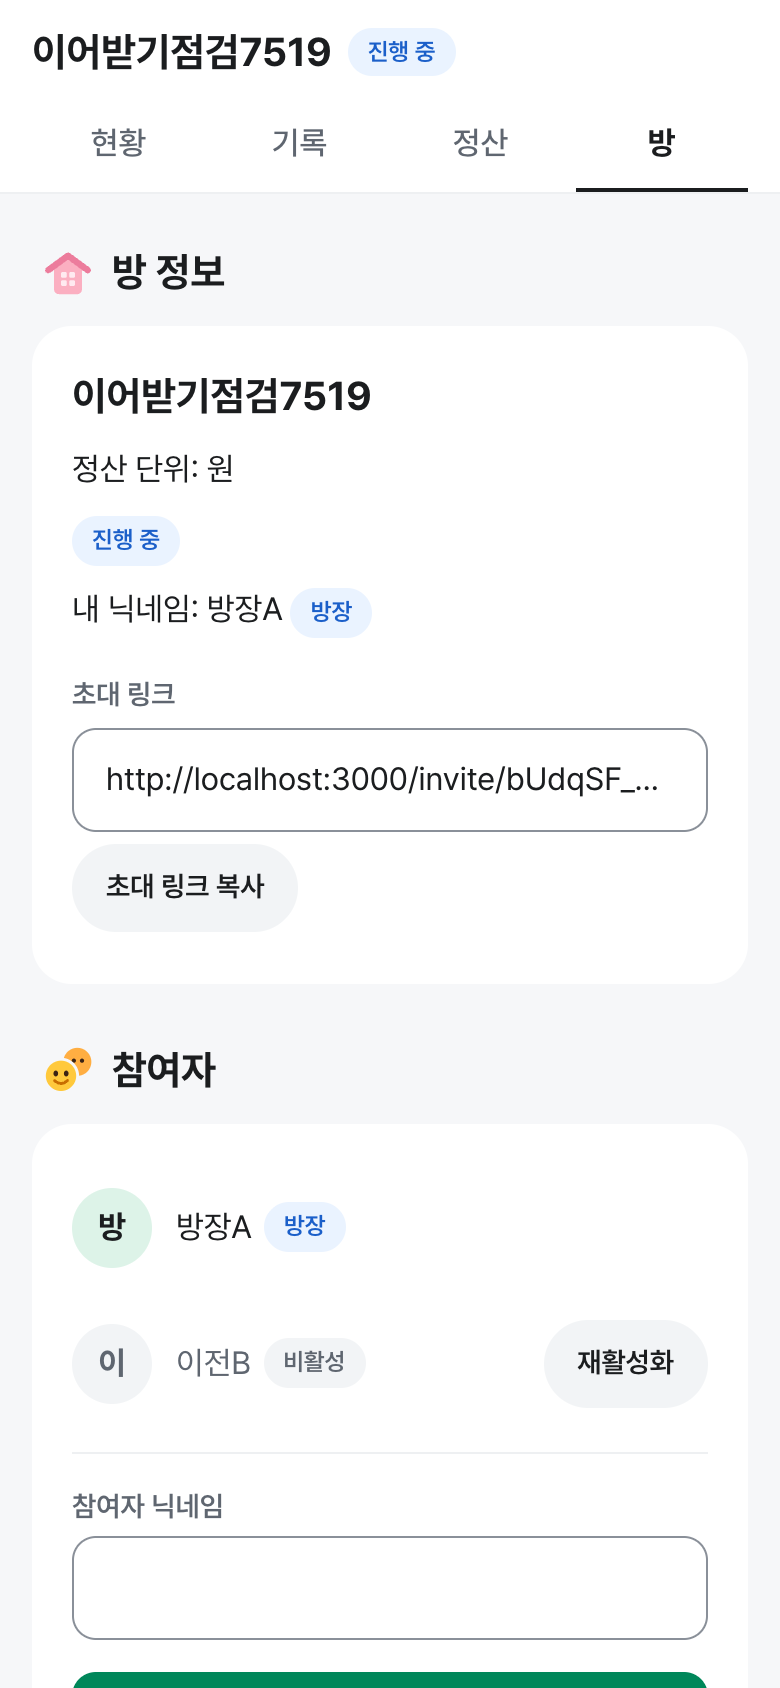 이어받기점검7519 진행 중
현황 기록 정산 방
방 정보
이어받기점검7519
정산 단위: 원
진행 중
내 닉네임: 방장A 방장
초대 링크
http://localhost:3000/invite/bUdqSF_...
초대 링크 복사
참여자
방 방장A 방장
이 이전B 비활성 재활성화
참여자 닉네임